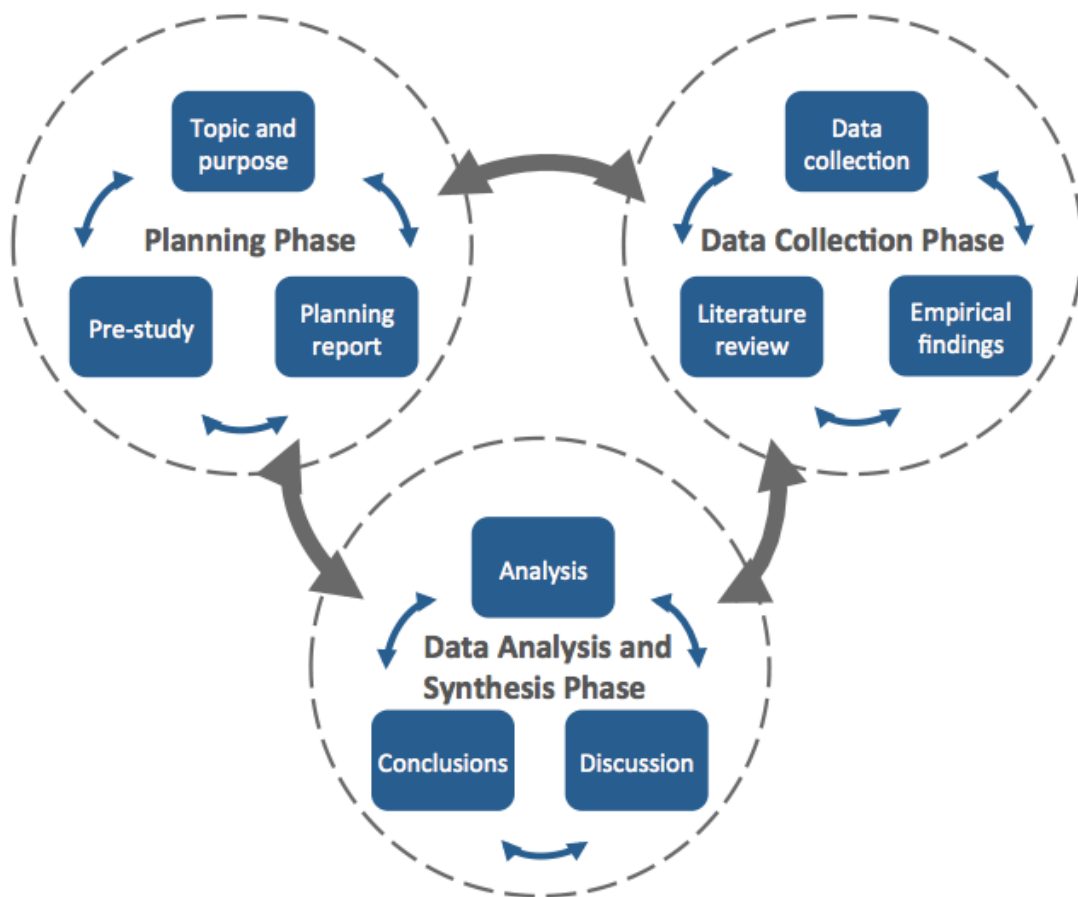 Topic and
purpose
Planning Phase
Pre-study
Planning
report
Data
collection
Data Collection Phase
Literature
review
Empirical
findings
Analysis
Data Analysis and
Synthesis Phase
Conclusions
Discussion